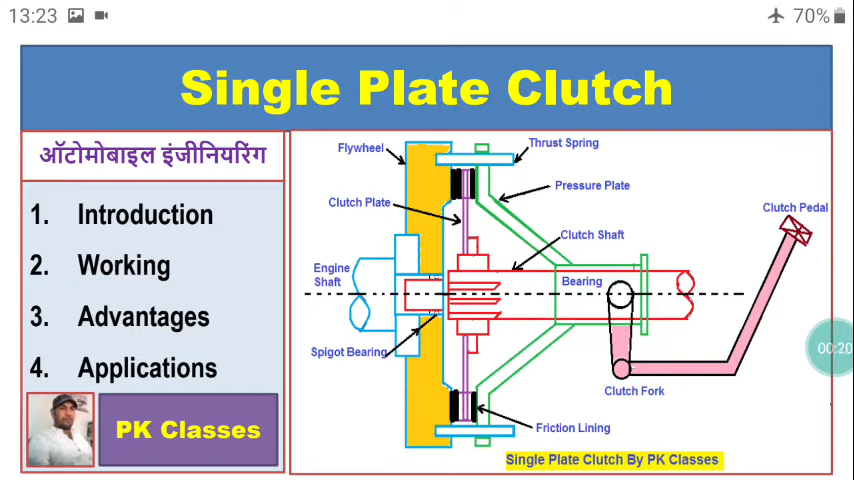 13:23
70%
Single Plate Clutch
ऑटोमोबाइल इंजीनियरिंग
1. Introduction
2. Working
3. Advantages
4. Applications
PK Classes
Flywheel
Thrust Spring
Pressure Plate
Clutch Plate
Clutch Pedal
Clutch Shaft
Engine
Shaft
Bearing
Spigot Bearing
00:20
Clutch Fork
Friction Lining
Single Plate Clutch By PK Classes